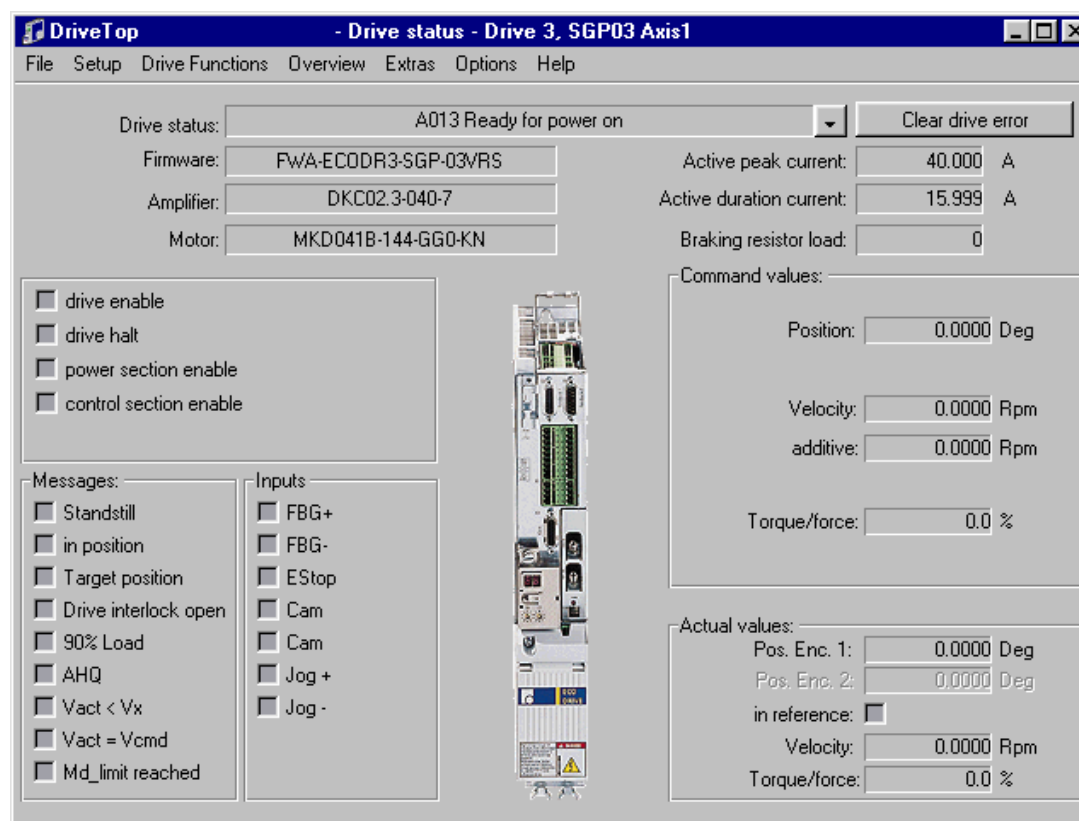 DriveTop - Drive status - Drive 3, SGP03 Axis1
File Setup Drive Functions Overview Extras Options Help
Drive status: A013 Ready for power on Clear drive error
Firmware: FWA-ECODR3-SGP-03VRS Active peak current: 40.000 A
Amplifier: DKC02.3-040-7 Active duration current: 15.999 A
Motor: MKD041B-144-GG0-KN Braking resistor load: 0
drive enable
drive halt
power section enable
control section enable
Command values:
Position: 0.0000 Deg
Velocity: 0.0000 Rpm
additive: 0.0000 Rpm
Torque/force: 0.0 %
Messages:
Standstill
in position
Target position
Drive interlock open
90% Load
AHQ
Vact < Vx
Vact = Vcmd
Md_limit reached
Inputs
FBG+
FBG-
EStop
Cam
Cam
Jog +
Jog -
ECO
DRIVE
Actual values:
Pos. Enc. 1: 0.0000 Deg
Pos. Enc. 2: 0.0000 Deg
in reference:
Velocity: 0.0000 Rpm
Torque/force: 0.0 %